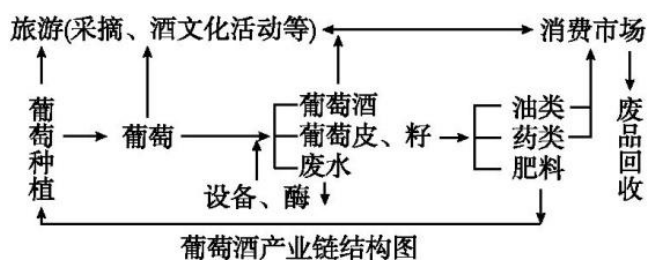 旅游(采摘、酒文化活动等) 消费市场
葡萄种植 葡萄
葡萄酒
葡萄皮、籽
废水
设备、酶
油类
药类
肥料
废品回收
葡萄酒产业链结构图